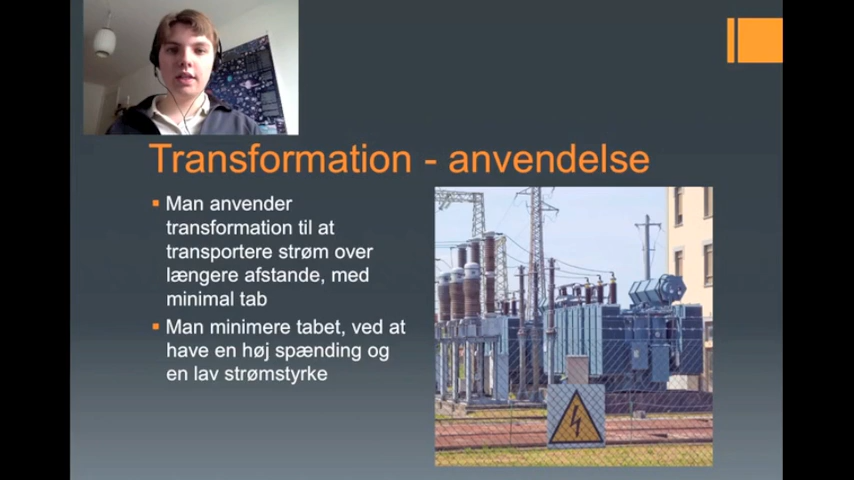 Transformation - anvendelse
Man anvender
transformation til at
transportere strøm over
længere afstande, med
minimal tab
Man minimere tabet, ved at
have en høj spænding og
en lav strømstyrke